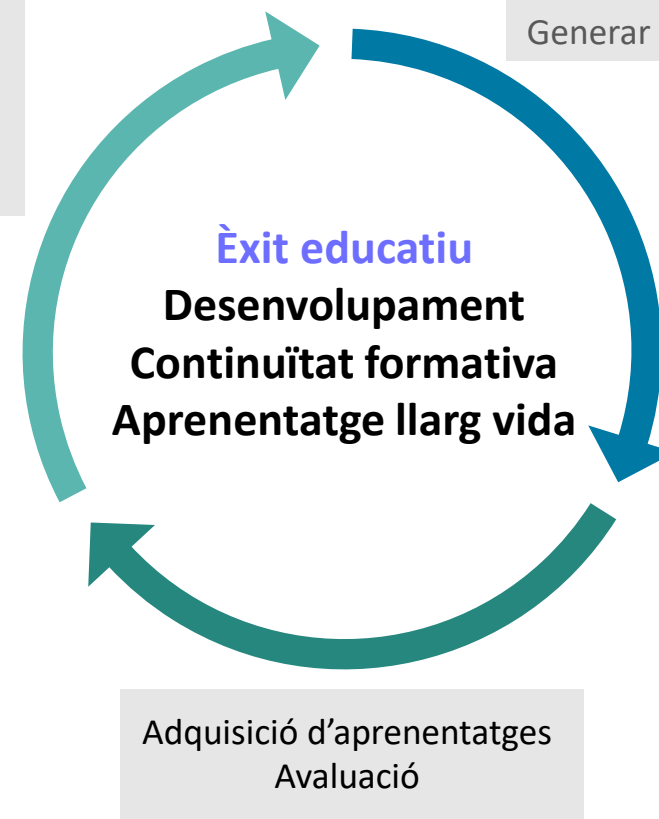 Generar
Èxit educatiu
Desenvolupament
Continuïtat formativa
Aprenentatge llarg vida
Adquisició d’aprenentatges
Avaluació